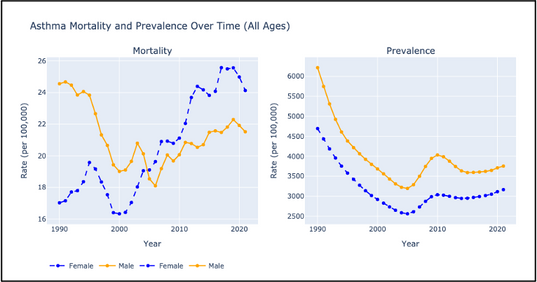 Asthma Mortality and Prevalence Over Time (All Ages)
Mortality
Prevalence
26
24
22
20
18
16
Rate (per 100,000)
1990
2000
2010
2020
Year
6000
5500
5000
4500
4000
3500
3000
2500
Rate (per 100,000)
1990
2000
2010
2020
Year
Female Male Female Male